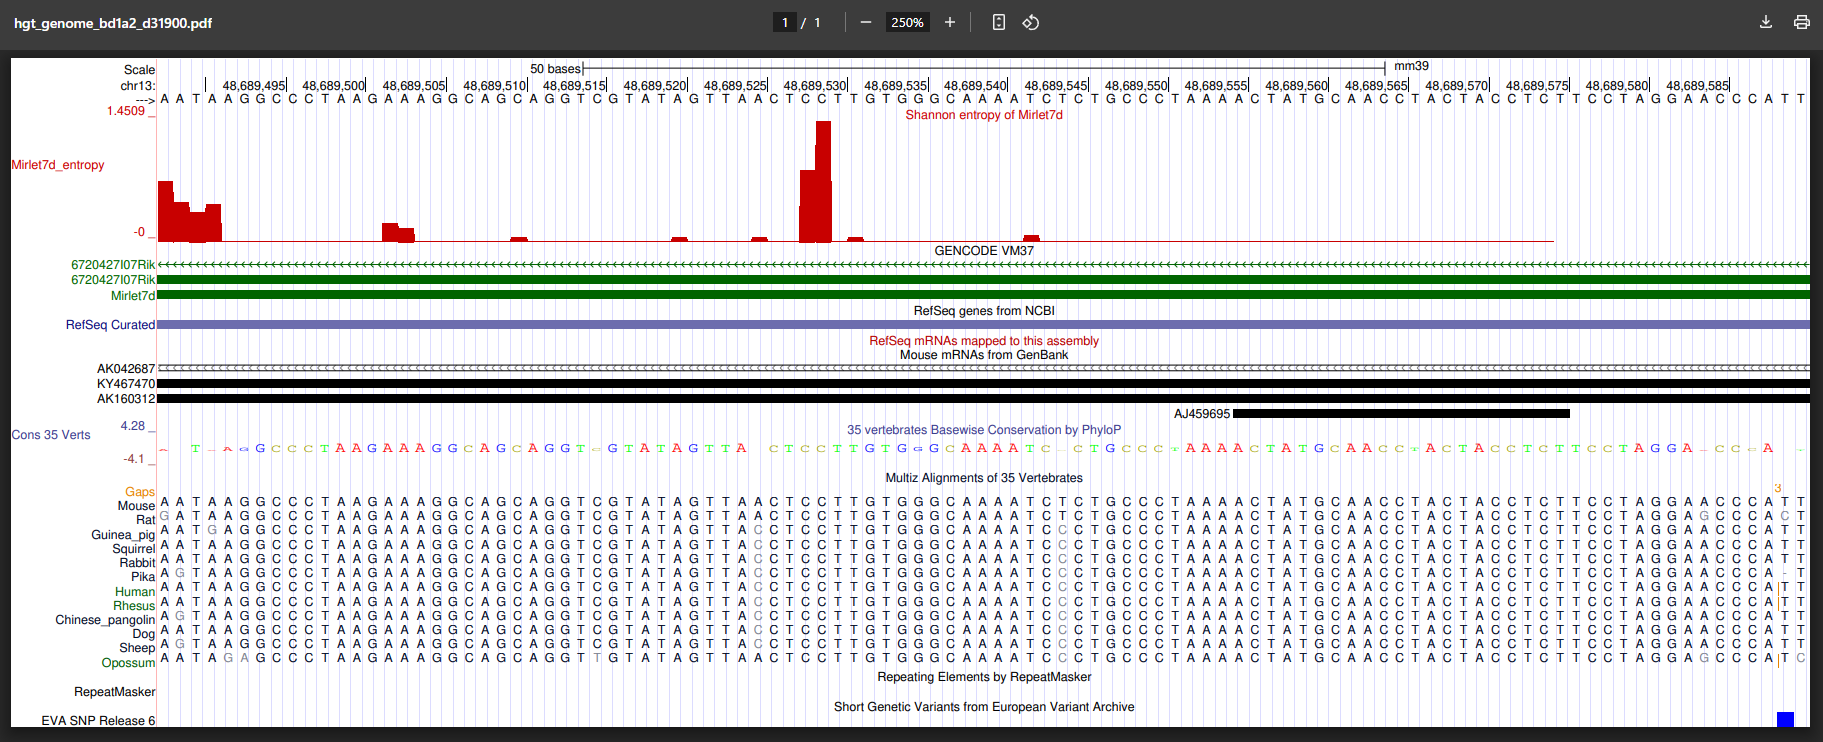 hgt_genome_bd1a2_d31900.pdf
1 / 1
250%
Scale 50 bases mm39
chr13: 48,689,495 48,689,500 48,689,505 48,689,510 48,689,515 48,689,520 48,689,525 48,689,530 48,689,535 48,689,540 48,689,545 48,689,550 48,689,555 48,689,560 48,689,565 48,689,570 48,689,575 48,689,580 48,689,585
---> A A T A A G G C C C T A A G A A A G G C A G C A G G T C G T A T A G T T A A C T C C T T G T G G G C A A A A T C T C T G C C C T A A A A C T A T G C A A C C T A C T A C C T C T T C C T A G G A A C C C A T T
1.4509 _
Shannon entropy of Mirlet7d
Mirlet7d_entropy
-0 _
GENCODE VM37
6720427I07Rik
6720427I07Rik
Mirlet7d
RefSeq genes from NCBI
RefSeq Curated
RefSeq mRNAs mapped to this assembly
Mouse mRNAs from GenBank
AK042687
KY467470
AK160312
AJ459695
4.28 _
35 vertebrates Basewise Conservation by PhyloP
Cons 35 Verts
T A G G C C C T A A G A A A G G C A G C A G G T G T A T A G T T A C T C C T T G T G G G C A A A A T C C T G C C C T A A A A C T A T G C A A C C T A C T A C C T C T T C C T A G G A C C A
-4.1 _
Multiz Alignments of 35 Vertebrates
Gaps 3
Mouse A A T A A G G C C C T A A G A A A G G C A G C A G G T C G T A T A G T T A A C T C C T T G T G G G C A A A A T C T C T G C C C T A A A A C T A T G C A A C C T A C T A C C T C T T C C T A G G A A C C C A T T
Rat G A T A A G G C C C T A A G A A A G G C A G C A G G T C G T A T A G T T A A C T C C T T G T G G G C A A A A T C T C T G C C C T A A A A C T A T G C A A C C T A C T A C C T C T T C C T A G G A G C C C A C T
Guinea_pig A A T G A G G C C C T A A G A A A G G C A G C A G G T C G T A T A G T T A C C T C C T T G T G G G C A A A A T C C C T G C C C T A A A A C T A T G C A A C C T A C T A C C T C T T C C T A G G A A C C C A T T
Squirrel A A T A A G G C C C T A A G A A A G G C A G C A G G T C G T A T A G T T A C C T C C T T G T G G G C A A A A T C C C T G C C C T A A A A C T A T G C A A C C T A C T A C C T C T T C C T A G G A A C C C A T T
Rabbit A A T A A G G C C C T A A G A A A G G C A G C A G G T C G T A T A G T T A C C T C C T T G T G G G C A A A A T C C C T G C C C T A A A A C T A T G C A A C C T A C T A C C T C T T C C T A G G A A C C C A T T
Pika A G T A A G G C C C T A A G A A A G G C A G C A G G T C G T A T A G T T A C C T C C T T G T G G G C A A A A T C C C T G C C C T A A A A C T A T G C A A C C T A C T A C C T C T T C C T A G G A A C C C A - T
Human A A T A A G G C C C T A A G A A A G G C A G C A G G T C G T A T A G T T A C C T C C T T G T G G G C A A A A T C C C T G C C C T A A A A C T A T G C A A C C T A C T A C C T C T T C C T A G G A A C C C A T T
Rhesus A A T A A G G C C C T A A G A A A G G C A G C A G G T C G T A T A G T T A C C T C C T T G T G G G C A A A A T C C C T G C C C T A A A A C T A T G C A A C C T A C T A C C T C T T C C T A G G A A C C C A T T
Chinese_pangolin A G T A A G G C C C T A A G A A A G G C A G C A G G T C G T A T A G T T A C C T C C T T G T G G G C A A A A T C C C T G C C C T A A A A C T A T G C A A C C T A C T A C C T C T T C C T A G G A A C C C A T T
Dog A A T A A G G C C C T A A G A A A G G C A G C A G G T C G T A T A G T T A C C T C C T T G T G G G C A A A A T C C C T G C C C T A A A A C T A T G C A A C C T A C T A C C T C T T C C T A G G A A C C C A T T
Sheep A G T A A G G C C C T A A G A A A G G C A G C A G G T C G T A T A G T T A C C T C C T T G T G G G C A A A A T C C C T G C C C T A A A A C T A T G C A A C C T A C T A C C T C T T C C T A G G A A C C C A T T
Opossum A A T A G A G C C C T A A G A A A G G C A G C A G G T T G T A T A G T T A A C T C C T T G T G G G C A A A A T C C C T G C C C T A A A A C T A T G C A A C C T A C T A C C T C T T C C T A G G A G C C C A T C
Repeating Elements by RepeatMasker
RepeatMasker
Short Genetic Variants from European Variant Archive
EVA SNP Release 6